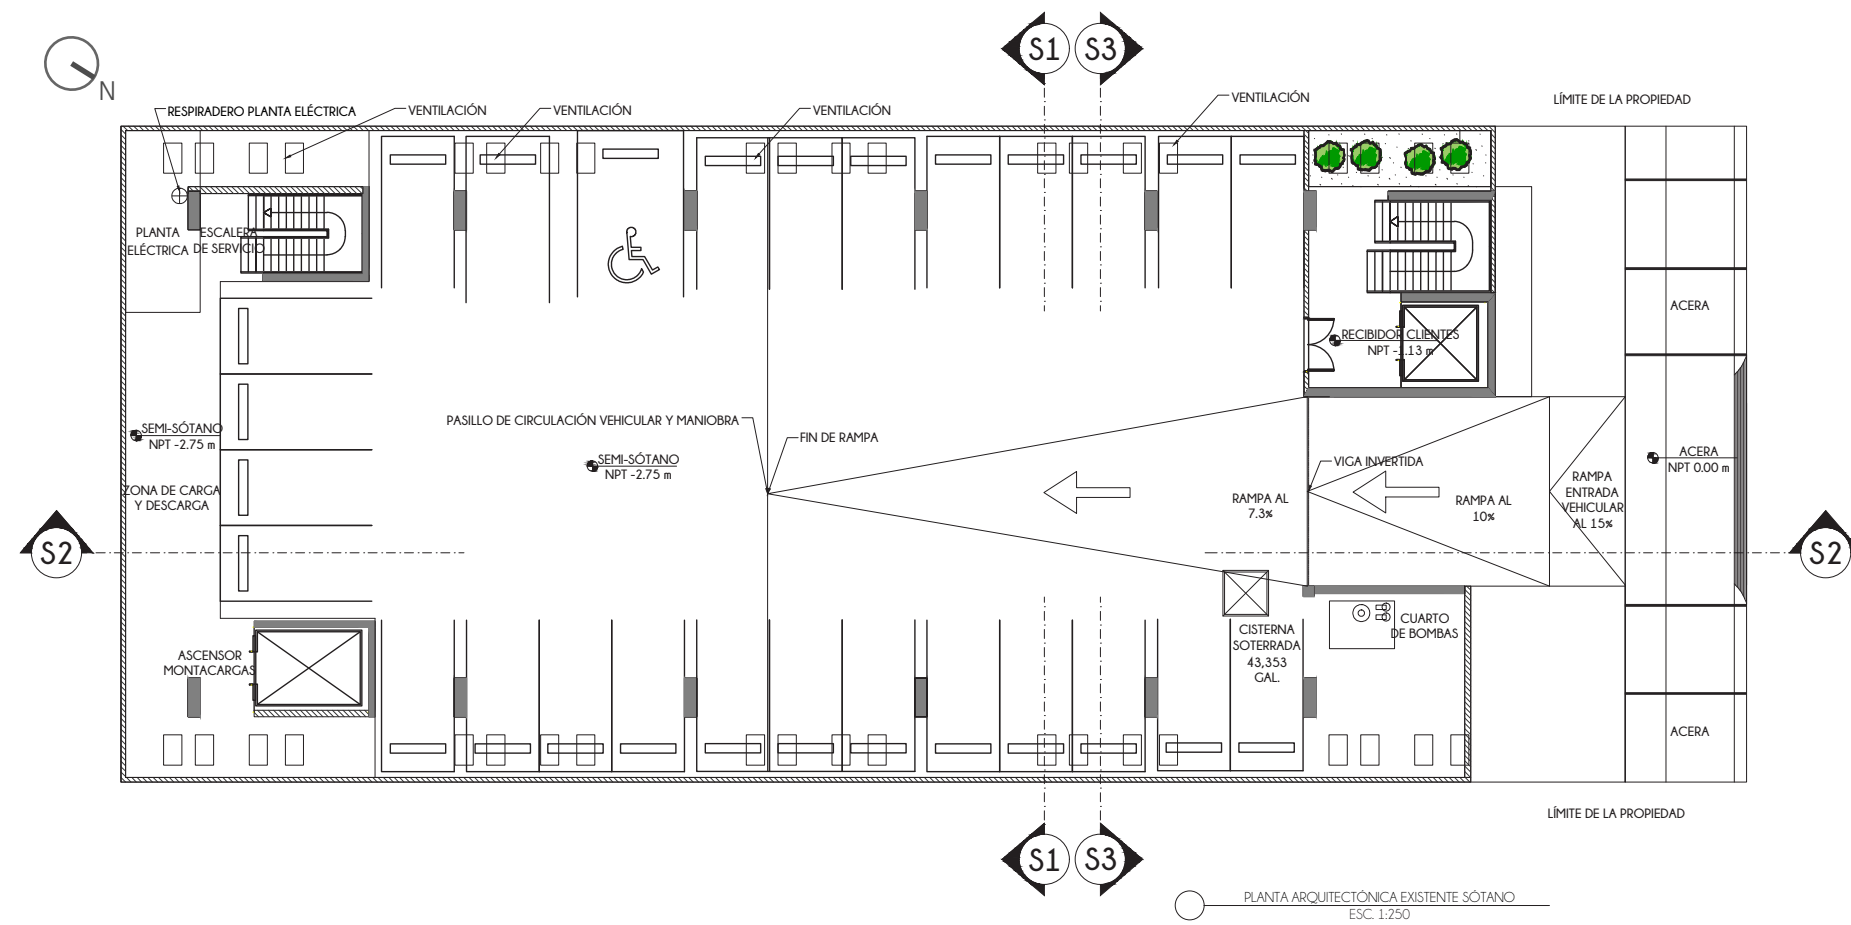 S1
S3
N
LÍMITE DE LA PROPIEDAD
RESPIRADERO PLANTA ELÉCTRICA
VENTILACIÓN
VENTILACIÓN
VENTILACIÓN
VENTILACIÓN
PLANTA
ELÉCTRICA
ESCALERA
DE SERVICIO
ACERA
RECIBIDOR CLIENTES
NPT -1.13 m
SEMI-SÓTANO
NPT -2.75 m
PASILLO DE CIRCULACIÓN VEHICULAR Y MANIOBRA
FIN DE RAMPA
SEMI-SÓTANO
NPT -2.75 m
VIGA INVERTIDA
ACERA
NPT 0.00 m
ZONA DE CARGA
Y DESCARGA
RAMPA AL
7.3%
RAMPA AL
10%
RAMPA
ENTRADA
VEHICULAR
AL 15%
S2
S2
ASCENSOR
MONTACARGAS
CISTERNA
SOTERRADA
43,353
GAL.
CUARTO
DE BOMBAS
ACERA
LÍMITE DE LA PROPIEDAD
S1
S3
PLANTA ARQUITECTÓNICA EXISTENTE SÓTANO
ESC. 1:250